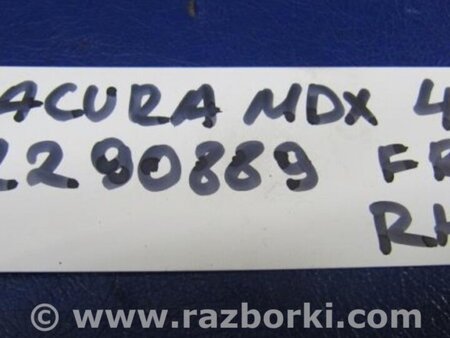 ACURA MDX 4
2290889 FR
RH
© www.razborki.com